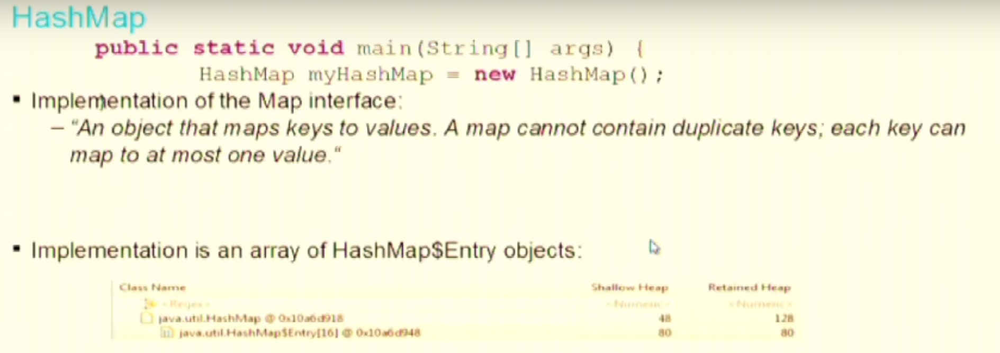 HashMap
public static void main(String[] args) {
HashMap myHashMap = new HashMap();
▪ Implementation of the Map interface:
– “An object that maps keys to values. A map cannot contain duplicate keys; each key can
map to at most one value.“
▪ Implementation is an array of HashMap$Entry objects:
Class Name Shallow Heap Retained Heap
<Regex> <Numeric> <Numeric>
java.util.HashMap @ 0x10a6d918 48 128
java.util.HashMap$Entry[16] @ 0x10a6d948 80 80